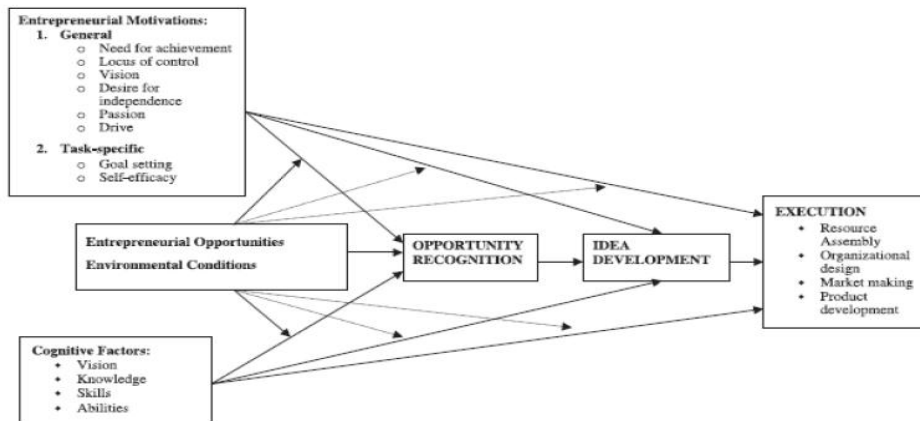 Entrepreneurial Motivations:
1. General
o Need for achievement
o Locus of control
o Vision
o Desire for
independence
o Passion
o Drive
2. Task-specific
o Goal setting
o Self-efficacy
Entrepreneurial Opportunities
Environmental Conditions
OPPORTUNITY
RECOGNITION
IDEA
DEVELOPMENT
EXECUTION
• Resource
Assembly
• Organizational
design
• Market making
• Product
development
Cognitive Factors:
• Vision
• Knowledge
• Skills
• Abilities